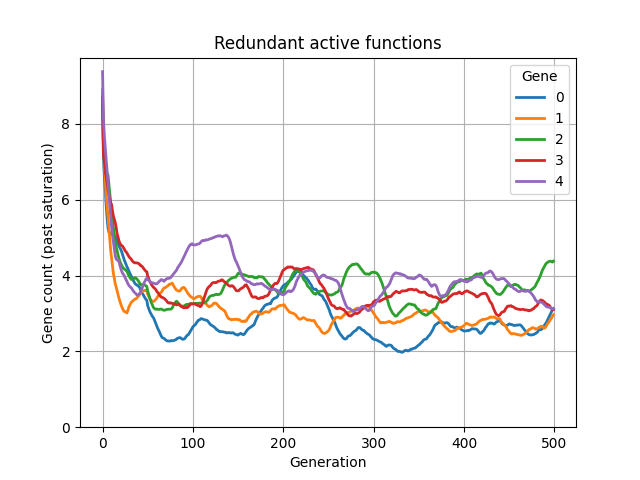 Redundant active functions
Gene count (past saturation)
8
6
4
2
0
Gene
0
1
2
3
4
0 100 200 300 400 500
Generation